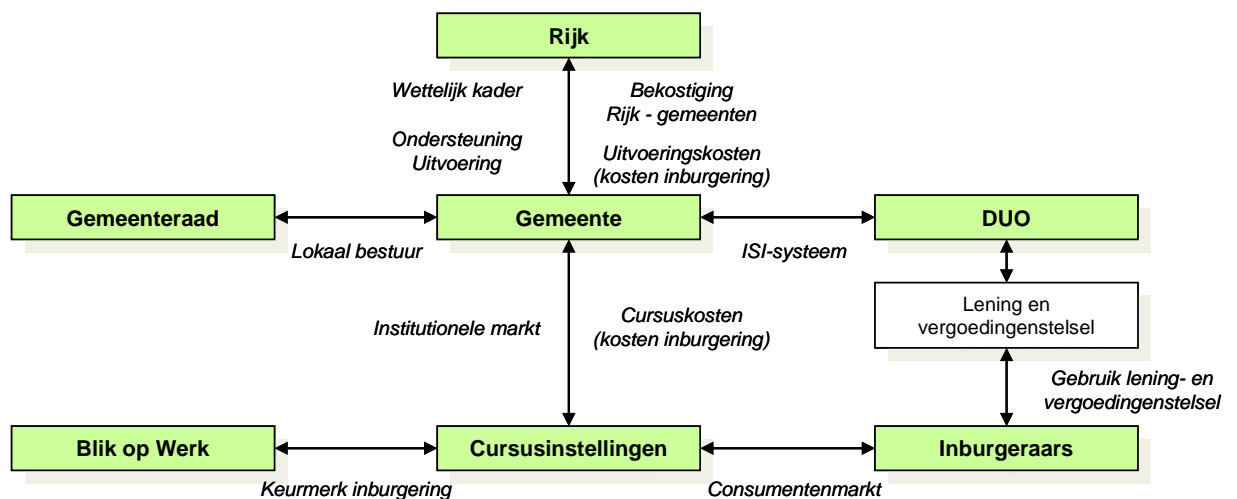 Rijk
Wettelijk kader
Bekostiging
Rijk - gemeenten
Ondersteuning
Uitvoering
Uitvoeringskosten
(kosten inburgering)
Gemeenteraad
Gemeente
DUO
Lokaal bestuur
ISI-systeem
Lening en
vergoedingenstelsel
Institutionele markt
Cursuskosten
(kosten inburgering)
Gebruik lening- en
vergoedingenstelsel
Blik op Werk
Cursusinstellingen
Inburgeraars
Keurmerk inburgering
Consumentenmarkt